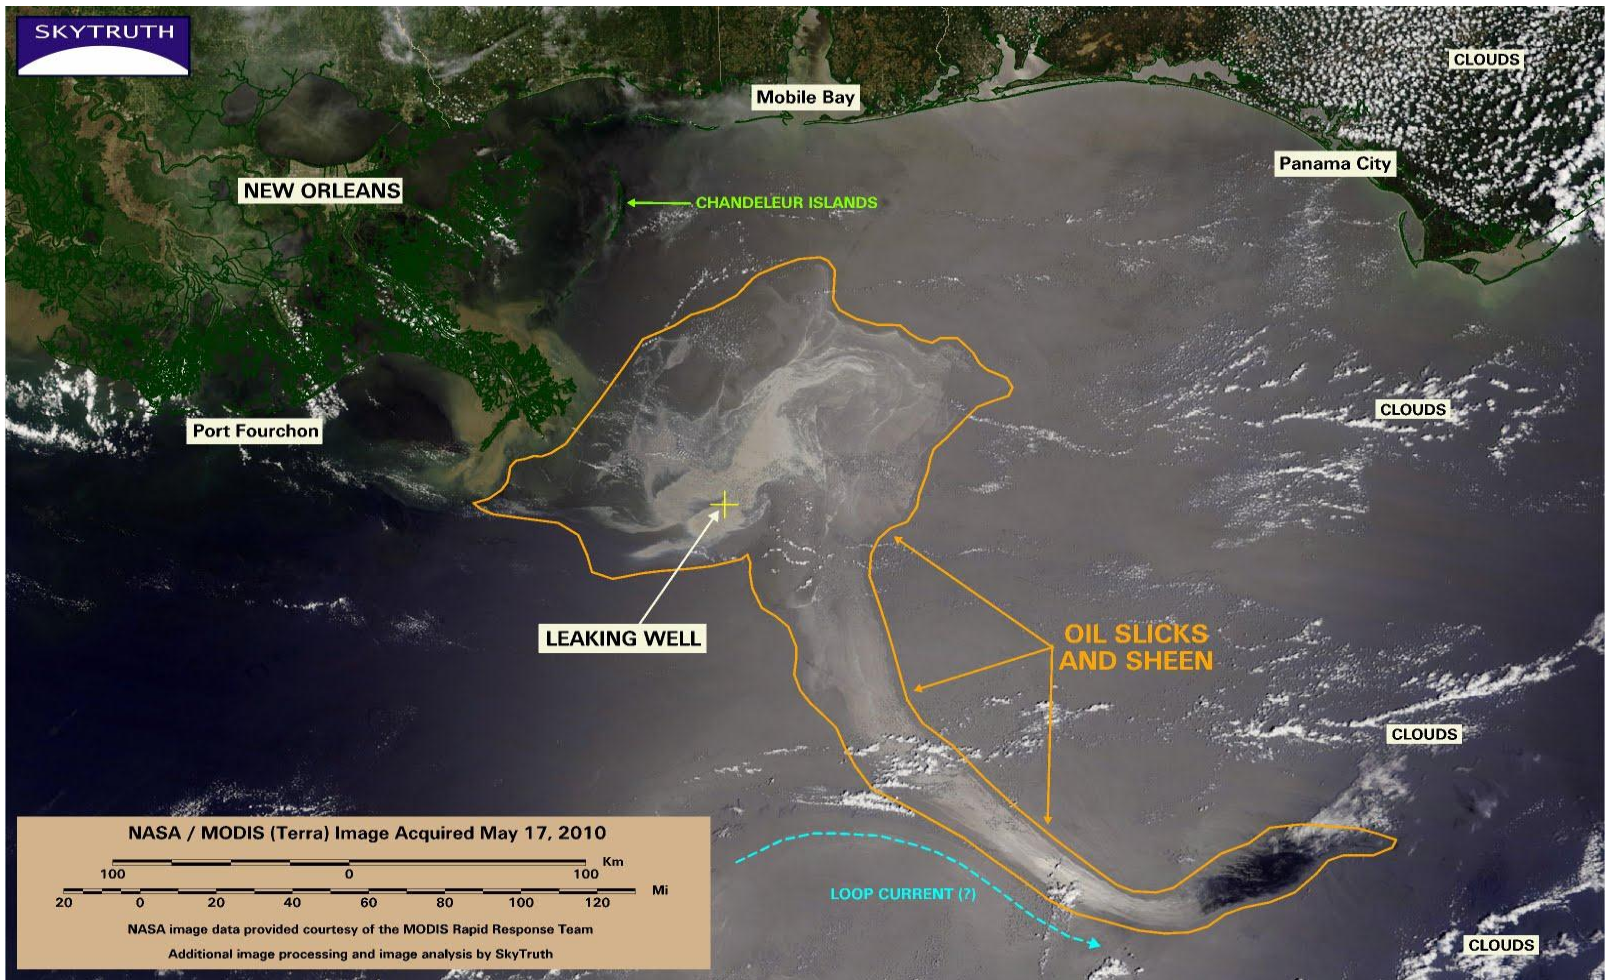 SKYTRUTH
CLOUDS
Mobile Bay
Panama City
NEW ORLEANS
CHANDELEUR ISLANDS
CLOUDS
Port Fourchon
LEAKING WELL
OIL SLICKS
AND SHEEN
CLOUDS
NASA / MODIS (Terra) Image Acquired May 17, 2010
Km
100 0 100
Mi
20 0 20 40 60 80 100 120
NASA image data provided courtesy of the MODIS Rapid Response Team
Additional image processing and image analysis by SkyTruth
LOOP CURRENT (?)
CLOUDS